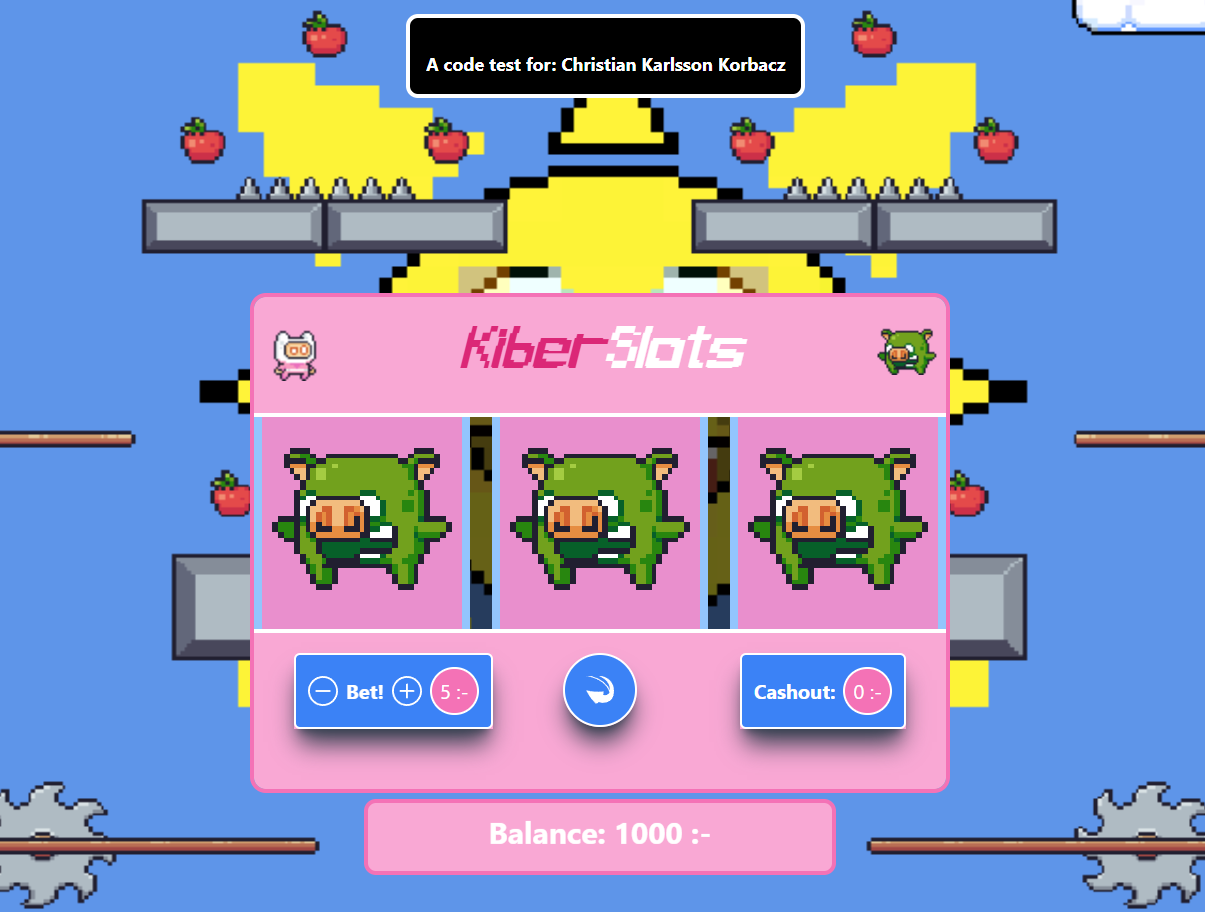 A code test for: Christian Karlsson Korbacz
KiberSlots
Bet! 5 :-
Cashout: 0 :-
Balance: 1000 :-